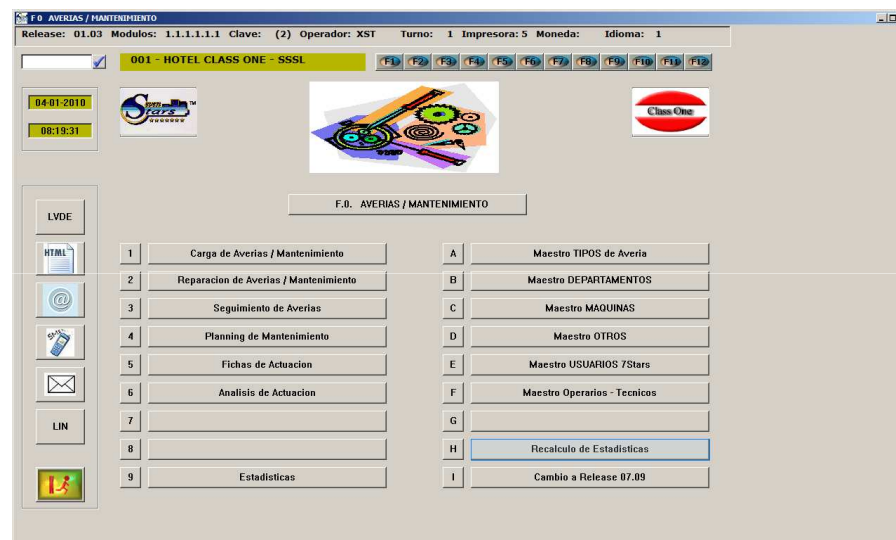 F 0 AVERIAS / MANTENIMIENTO
Release: 01.03 Modulos: 1.1.1.1.1.1 Clave: (2) Operador: XST Turno: 1 Impresora: 5 Moneda: Idioma: 1
001 - HOTEL CLASS ONE - SSSL F1 F2 F3 F4 F5 F6 F7 F8 F9 F10 F11 F12
04-01-2010
08:19:31
Stars TM
Class One
F.0. AVERIAS / MANTENIMIENTO
LVDE
HTML
@
SMS
LIN
1 Carga de Averias / Mantenimiento
2 Reparacion de Averias / Mantenimiento
3 Seguimiento de Averias
4 Planning de Mantenimiento
5 Fichas de Actuacion
6 Analisis de Actuacion
7
8
9 Estadisticas
A Maestro TIPOS de Averia
B Maestro DEPARTAMENTOS
C Maestro MAQUINAS
D Maestro OTROS
E Maestro USUARIOS 7Stars
F Maestro Operarios - Tecnicos
G
H Recalculo de Estadisticas
I Cambio a Release 07.09